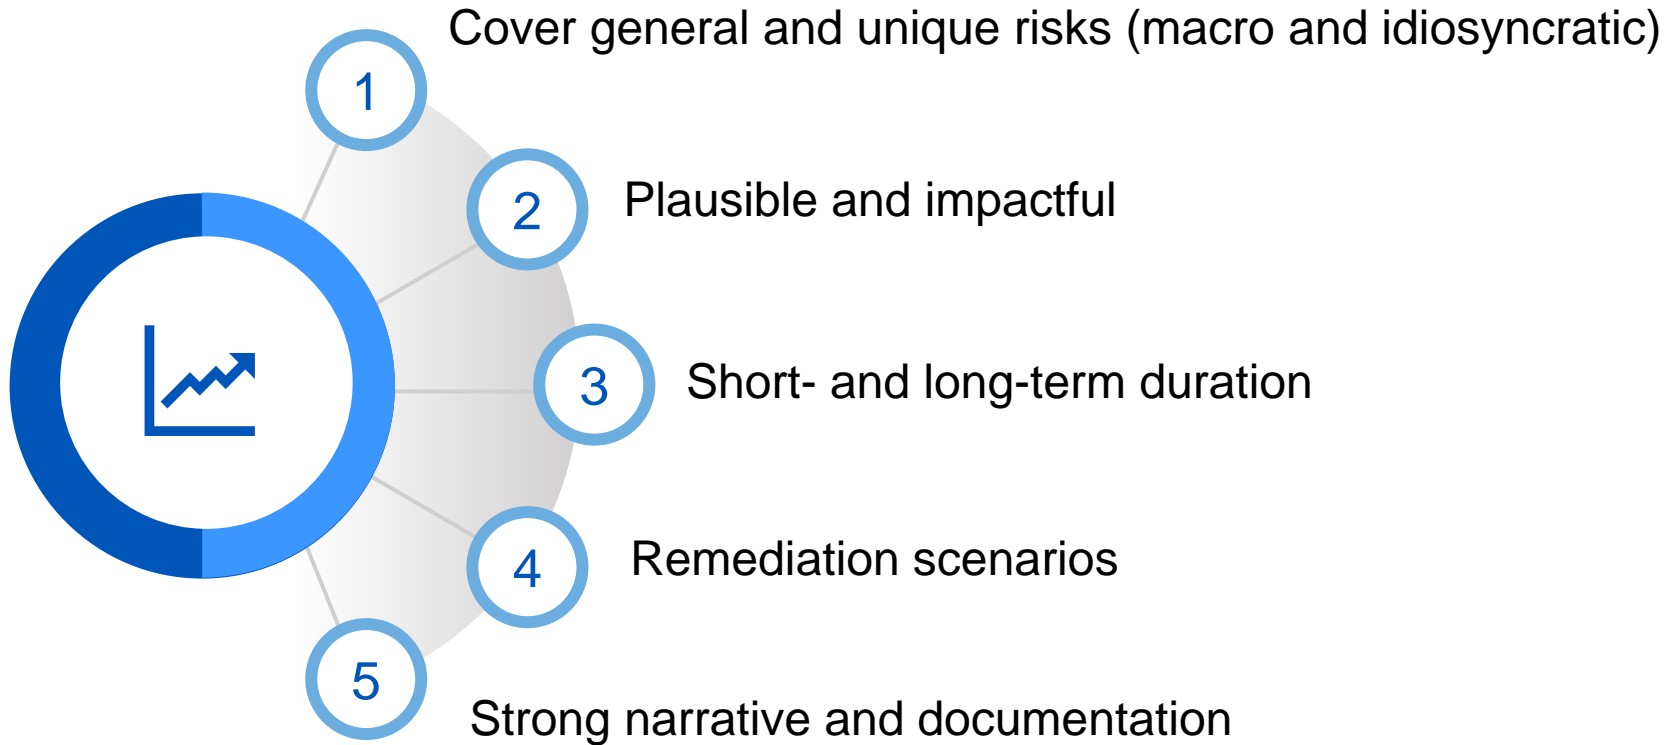 Cover general and unique risks (macro and idiosyncratic)
1
2
Plausible and impactful
3
Short- and long-term duration
4
Remediation scenarios
5
Strong narrative and documentation